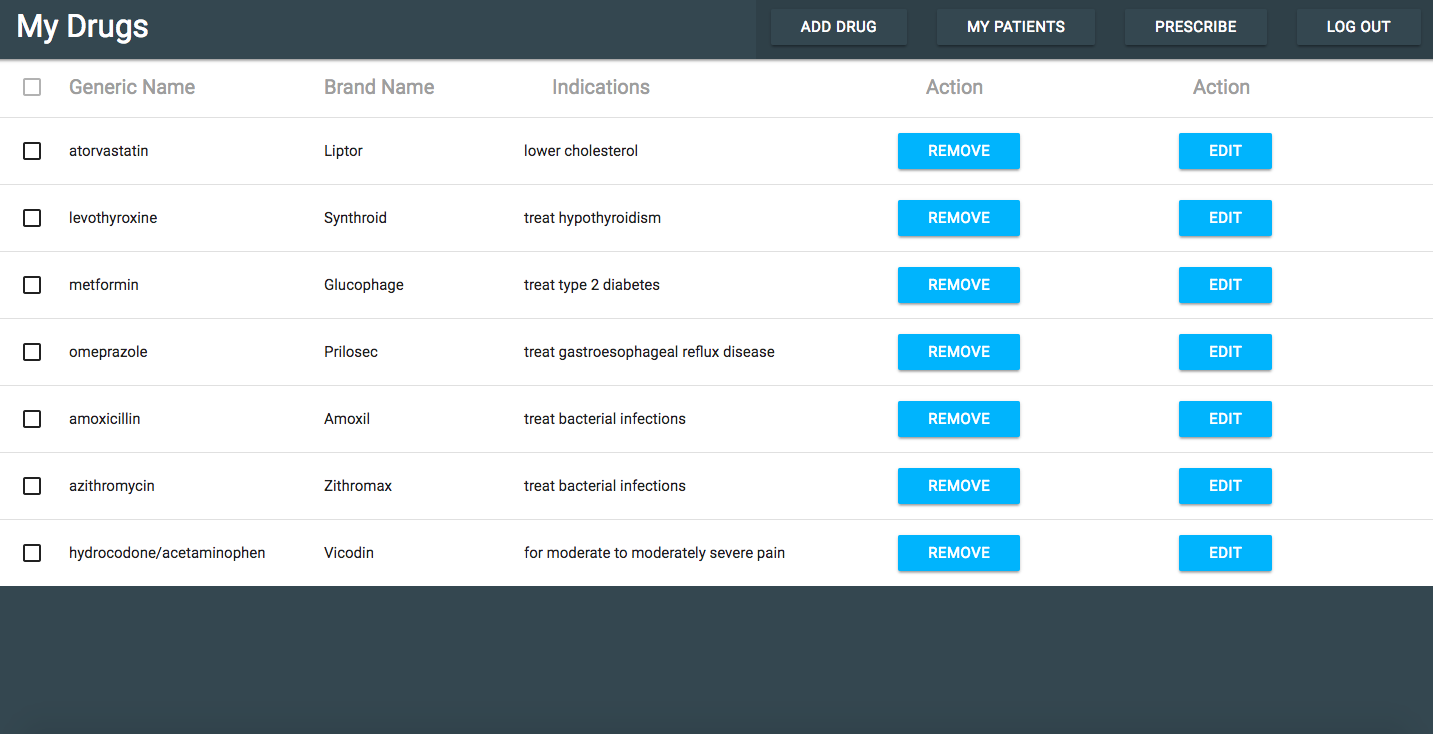 My Drugs ADD DRUG MY PATIENTS PRESCRIBE LOG OUT
Generic Name Brand Name Indications Action Action
atorvastatin Liptor lower cholesterol REMOVE EDIT
levothyroxine Synthroid treat hypothyroidism REMOVE EDIT
metformin Glucophage treat type 2 diabetes REMOVE EDIT
omeprazole Prilosec treat gastroesophageal reflux disease REMOVE EDIT
amoxicillin Amoxil treat bacterial infections REMOVE EDIT
azithromycin Zithromax treat bacterial infections REMOVE EDIT
hydrocodone/acetaminophen Vicodin for moderate to moderately severe pain REMOVE EDIT